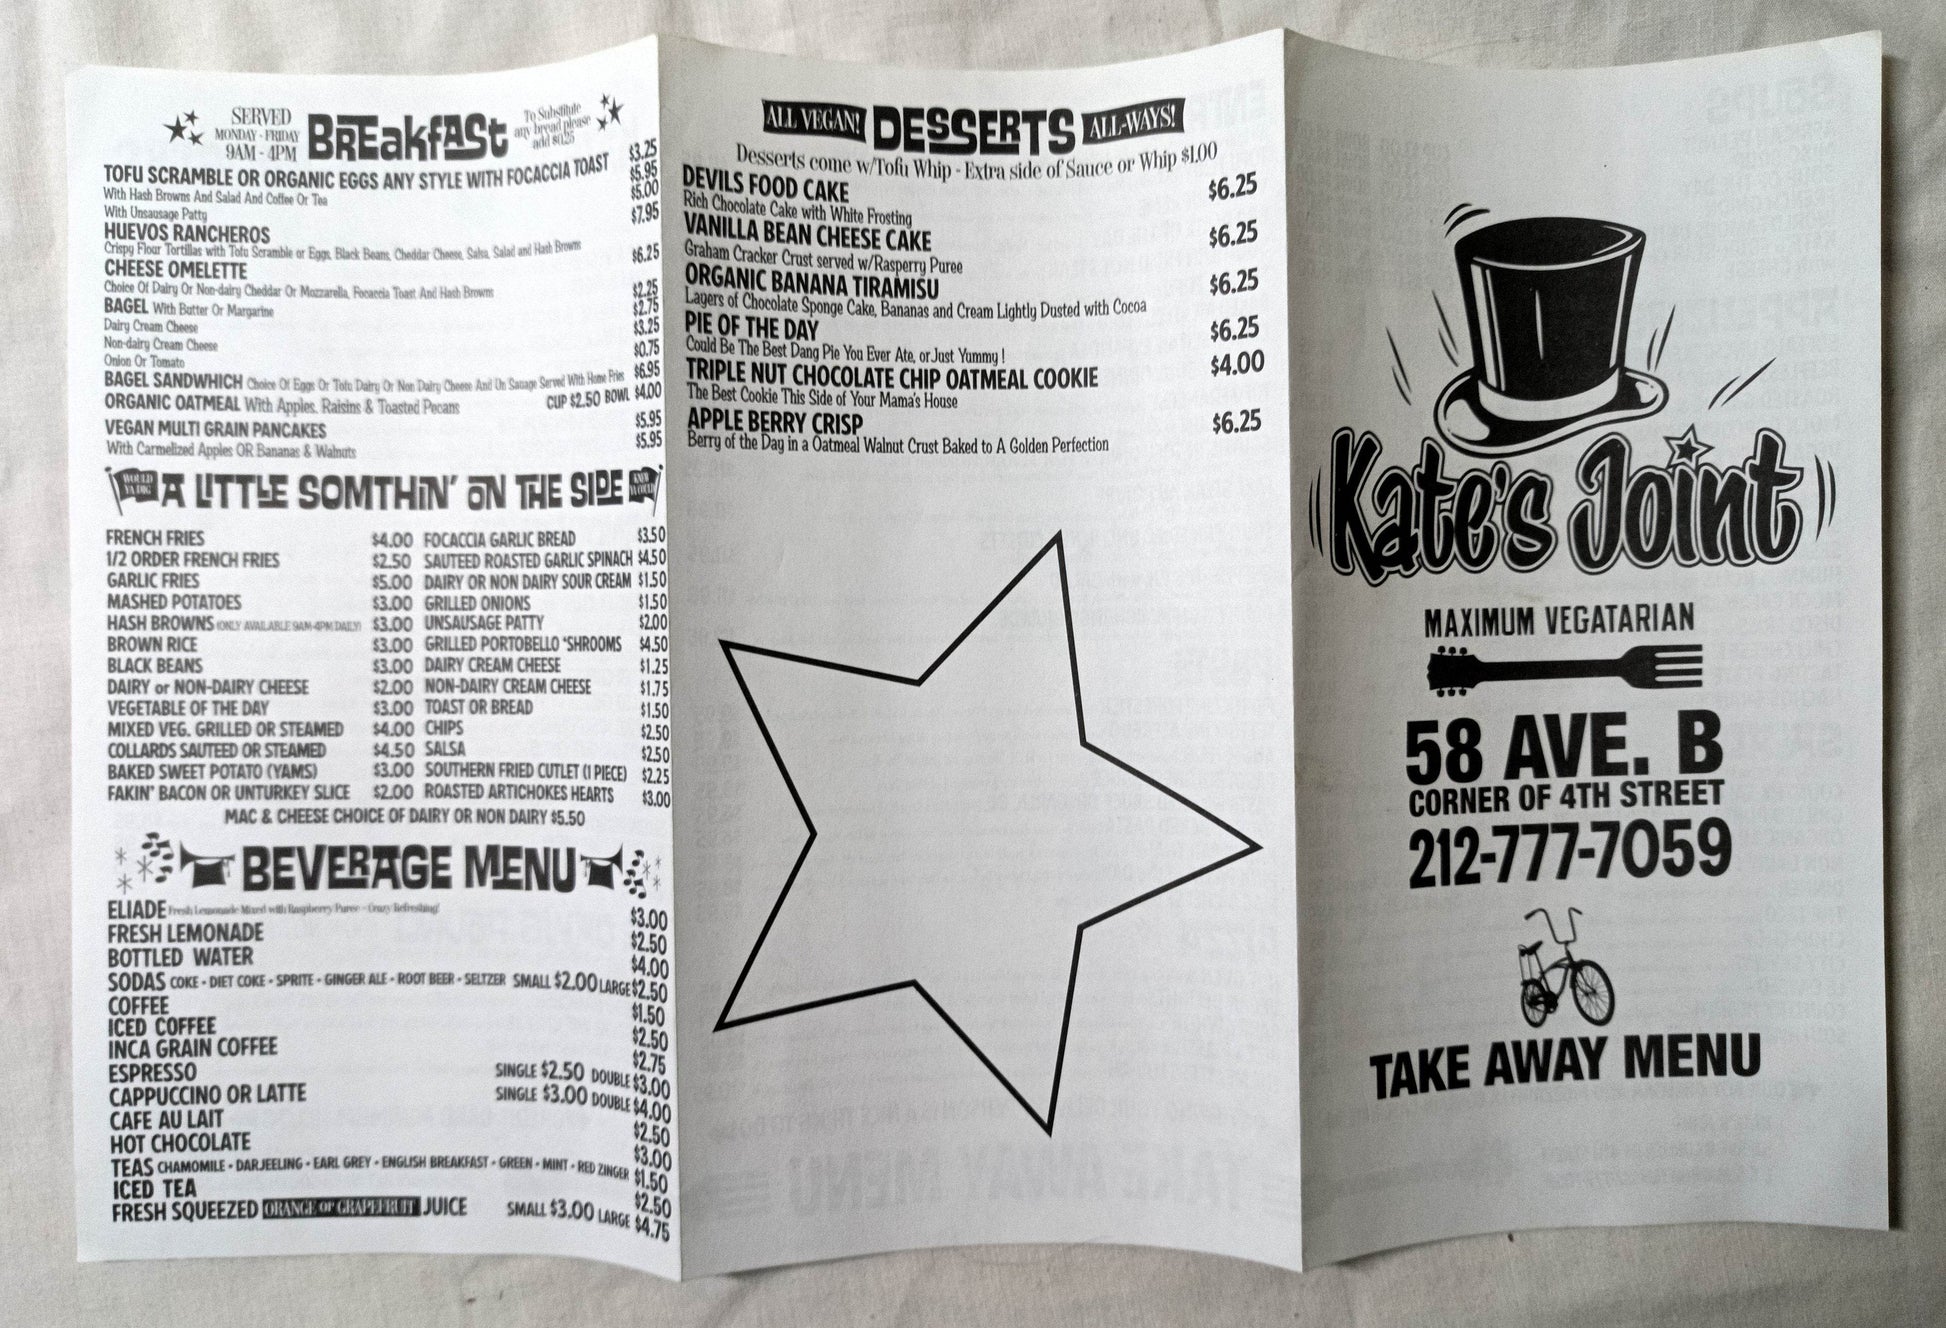 SERVED
MONDAY - FRIDAY
9AM - 4PM
BREAKFAST
To Substitute
any bread please
add $0.25
TOFU SCRAMBLE OR ORGANIC EGGS ANY STYLE WITH FOCACCIA TOAST $3.25
With Hash Browns And Salad And Coffee Or Tea $5.95
With Unsausage Patty $5.00
HUEVOS RANCHEROS $7.95
Crispy Flour Tortillas with Tofu Scramble or Eggs, Black Beans, Cheddar Cheese, Salsa, Salad and Hash Browns
CHEESE OMELETTE $6.25
Choice Of Dairy Or Non-dairy Cheddar Or Mozzarella, Focaccia Toast And Hash Browns
BAGEL With Butter Or Margarine $2.25
Dairy Cream Cheese $2.75
Non-dairy Cream Cheese $3.25
Onion Or Tomato $0.75
BAGEL SANDWHICH Choice Of Eggs Or Tofu Dairy Or Non Dairy Cheese And Un Sausage Served With Home Fries $6.95
ORGANIC OATMEAL With Apples, Raisins & Toasted Pecans CUP $2.50 BOWL $4.00
VEGAN MULTI GRAIN PANCAKES $5.95
With Carmelized Apples OR Bananas & Walnuts $5.95
WOULD YA DIG
A LITTLE SOMTHIN' ON THE SIDE
KNEW YA WOULD
FRENCH FRIES $4.00 FOCACCIA GARLIC BREAD $3.50
1/2 ORDER FRENCH FRIES $2.50 SAUTEED ROASTED GARLIC SPINACH $4.50
GARLIC FRIES $5.00 DAIRY OR NON DAIRY SOUR CREAM $1.50
MASHED POTATOES $3.00 GRILLED ONIONS $1.50
HASH BROWNS (ONLY AVAILABLE 9AM-4PM DAILY) $3.00 UNSAUSAGE PATTY $2.00
BROWN RICE $3.00 GRILLED PORTOBELLO 'SHROOMS $4.50
BLACK BEANS $3.00 DAIRY CREAM CHEESE $1.25
DAIRY or NON-DAIRY CHEESE $2.00 NON-DAIRY CREAM CHEESE $1.75
VEGETABLE OF THE DAY $3.00 TOAST OR BREAD $1.50
MIXED VEG. GRILLED OR STEAMED $4.00 CHIPS $2.50
COLLARDS SAUTEED OR STEAMED $4.50 SALSA $2.50
BAKED SWEET POTATO (YAMS) $3.00 SOUTHERN FRIED CUTLET (1 PIECE) $2.25
FAKIN' BACON OR UNTURKEY SLICE $2.00 ROASTED ARTICHOKES HEARTS $3.00
MAC & CHEESE CHOICE OF DAIRY OR NON DAIRY $5.50
BEVERAGE MENU
ELIADE Fresh Lemonade Mixed with Raspberry Puree - Crazy Refreshing! $3.00
FRESH LEMONADE $2.50
BOTTLED WATER $4.00
SODAS COKE - DIET COKE - SPRITE - GINGER ALE - ROOT BEER - SELTZER SMALL $2.00 LARGE $2.50
COFFEE $1.50
ICED COFFEE $2.50
INCA GRAIN COFFEE $2.75
ESPRESSO SINGLE $2.50 DOUBLE $3.00
CAPPUCCINO OR LATTE SINGLE $3.00 DOUBLE $4.00
CAFE AU LAIT $2.50
HOT CHOCOLATE $3.00
TEAS CHAMOMILE - DARJEELING - EARL GREY - ENGLISH BREAKFAST - GREEN - MINT - RED ZINGER $1.50
ICED TEA $2.50
FRESH SQUEEZED ORANGE or GRAPEFRUIT JUICE SMALL $3.00 LARGE $4.75
ALL VEGAN! DESSERTS ALL-WAYS!
Desserts come w/Tofu Whip - Extra side of Sauce or Whip $1.00
DEVILS FOOD CAKE $6.25
Rich Chocolate Cake with White Frosting
VANILLA BEAN CHEESE CAKE $6.25
Graham Cracker Crust served w/Rasperry Puree
ORGANIC BANANA TIRAMISU $6.25
Layers of Chocolate Sponge Cake, Bananas and Cream Lightly Dusted with Cocoa
PIE OF THE DAY $6.25
Could Be The Best Dang Pie You Ever Ate, or Just Yummy !
TRIPLE NUT CHOCOLATE CHIP OATMEAL COOKIE $4.00
The Best Cookie This Side of Your Mama's House
APPLE BERRY CRISP $6.25
Berry of the Day in a Oatmeal Walnut Crust Baked to A Golden Perfection
Kate's Joint
MAXIMUM VEGATARIAN
58 AVE. B
CORNER OF 4TH STREET
212-777-7059
TAKE AWAY MENU